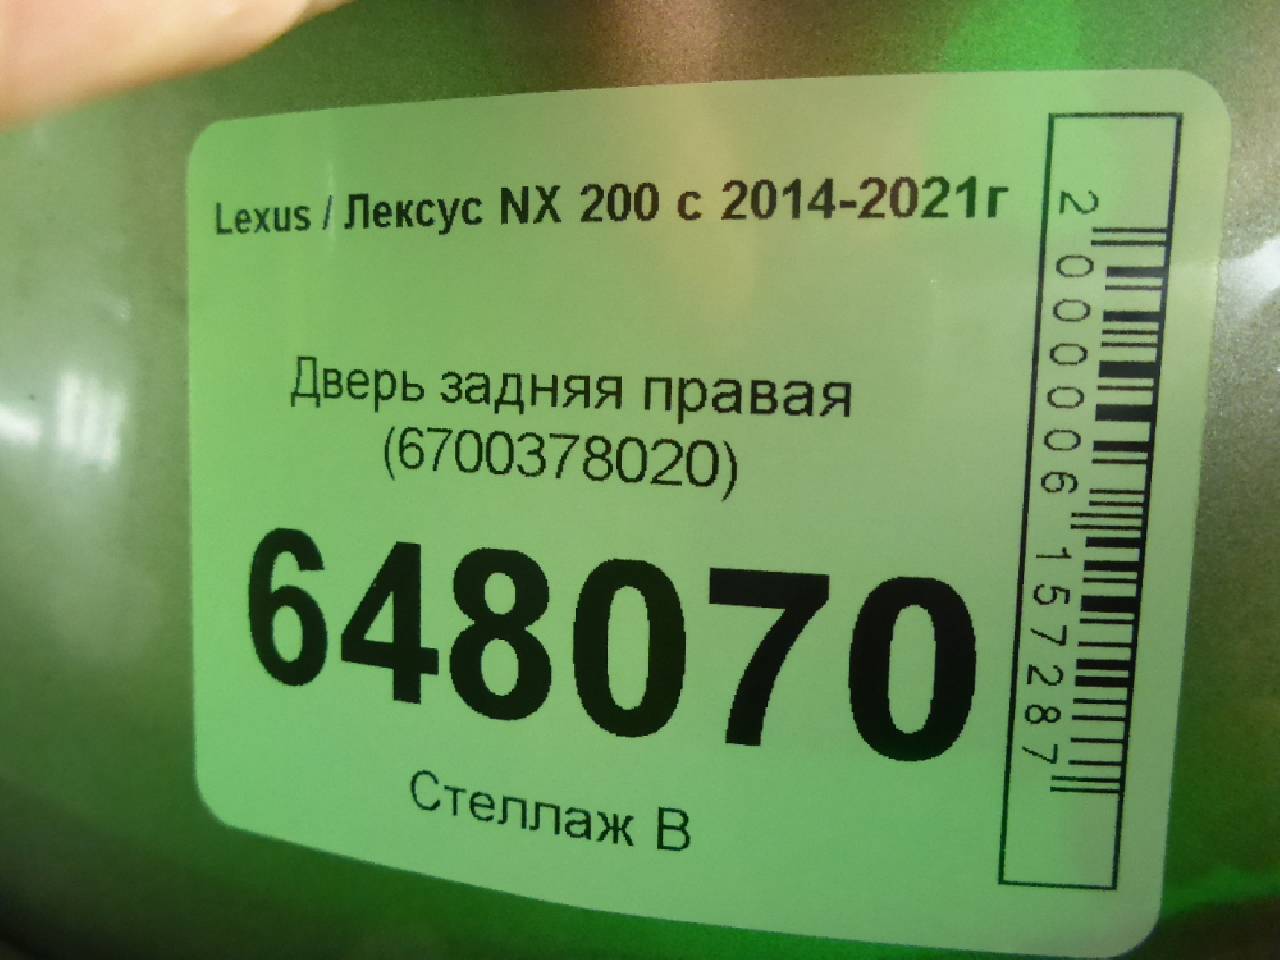 Lexus / Лексус NX 200 с 2014-2021г
Дверь задняя правая
(6700378020)
648070
Стеллаж В
2000006157287